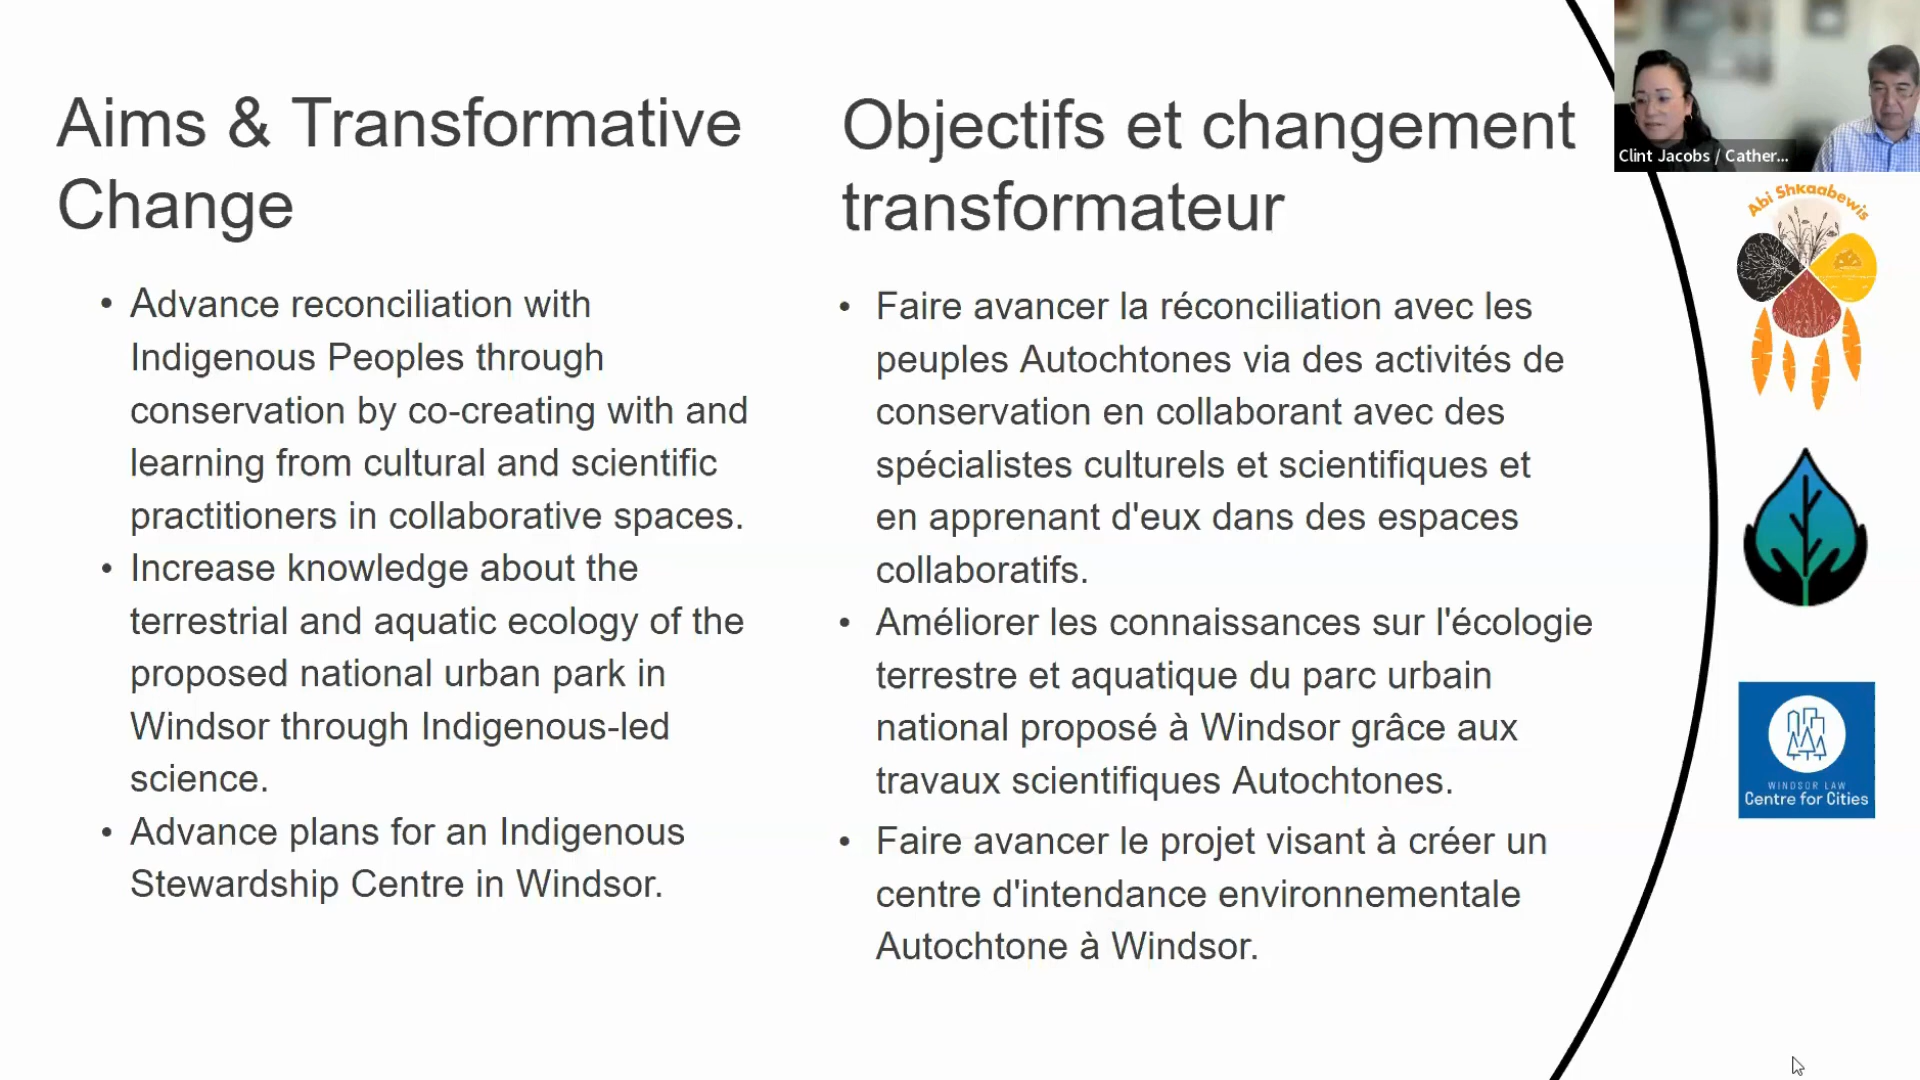 Aims & Transformative
Change
• Advance reconciliation with
Indigenous Peoples through
conservation by co-creating with and
learning from cultural and scientific
practitioners in collaborative spaces.
• Increase knowledge about the
terrestrial and aquatic ecology of the
proposed national urban park in
Windsor through Indigenous-led
science.
• Advance plans for an Indigenous
Stewardship Centre in Windsor.
Objectifs et changement
transformateur
• Faire avancer la réconciliation avec les
peuples Autochtones via des activités de
conservation en collaborant avec des
spécialistes culturels et scientifiques et
en apprenant d'eux dans des espaces
collaboratifs.
• Améliorer les connaissances sur l'écologie
terrestre et aquatique du parc urbain
national proposé à Windsor grâce aux
travaux scientifiques Autochtones.
• Faire avancer le projet visant à créer un
centre d'intendance environnementale
Autochtone à Windsor.
Clint Jacobs / Cather...
Abi Shkaabewis
WINDSOR LAW
Centre for Cities